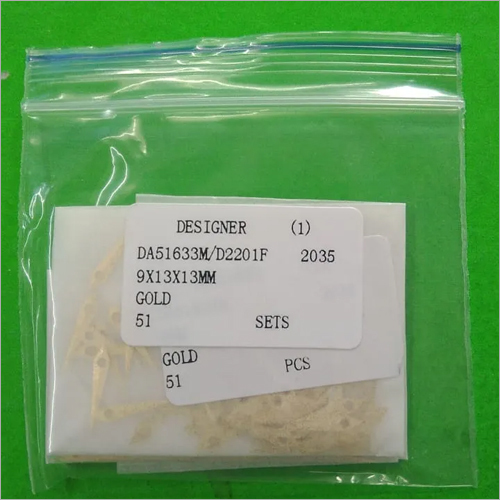 DESIGNER (1)
DA51633M/D2201F 2035
9X13X13MM
GOLD
51 SETS
GOLD PCS
51